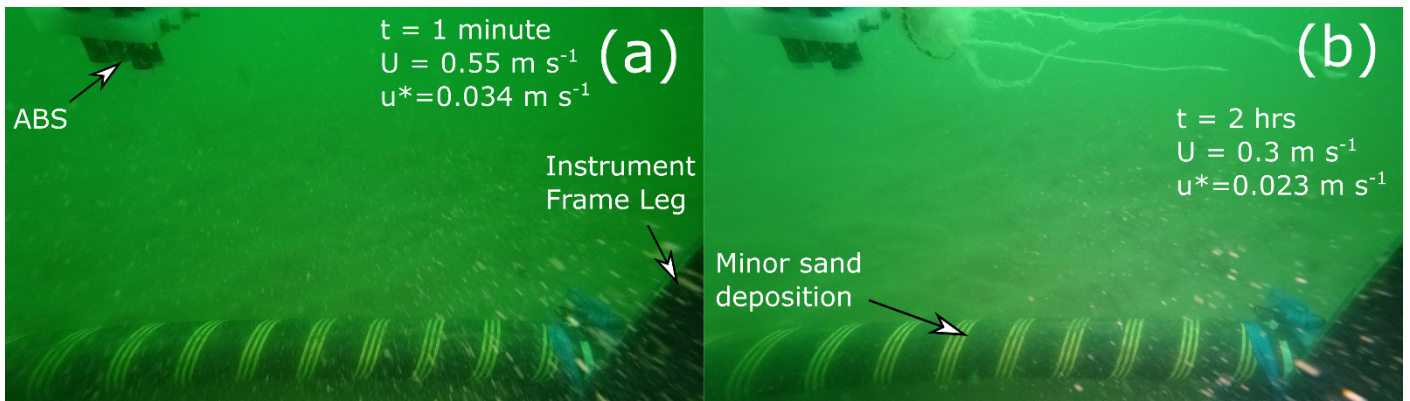 t = 1 minute
U = 0.55 m s⁻¹
u*=0.034 m s⁻¹
(a)
ABS
Instrument
Frame Leg
(b)
t = 2 hrs
U = 0.3 m s⁻¹
u*=0.023 m s⁻¹
Minor sand
deposition